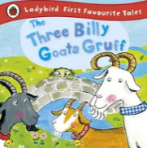 Ladybird First Favourite Tales
The
Three Billy
Goats Gruff